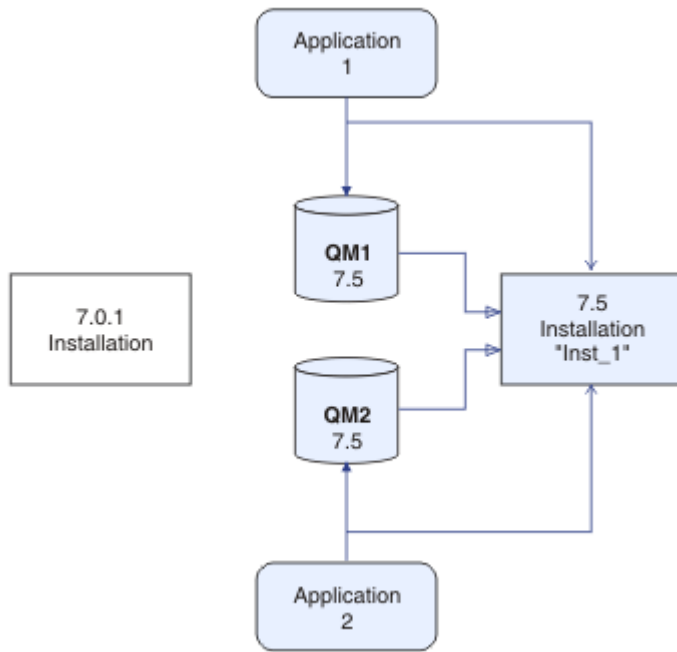 Application
1
QM1
7.5
7.0.1
Installation
7.5
Installation
"Inst_1"
QM2
7.5
Application
2